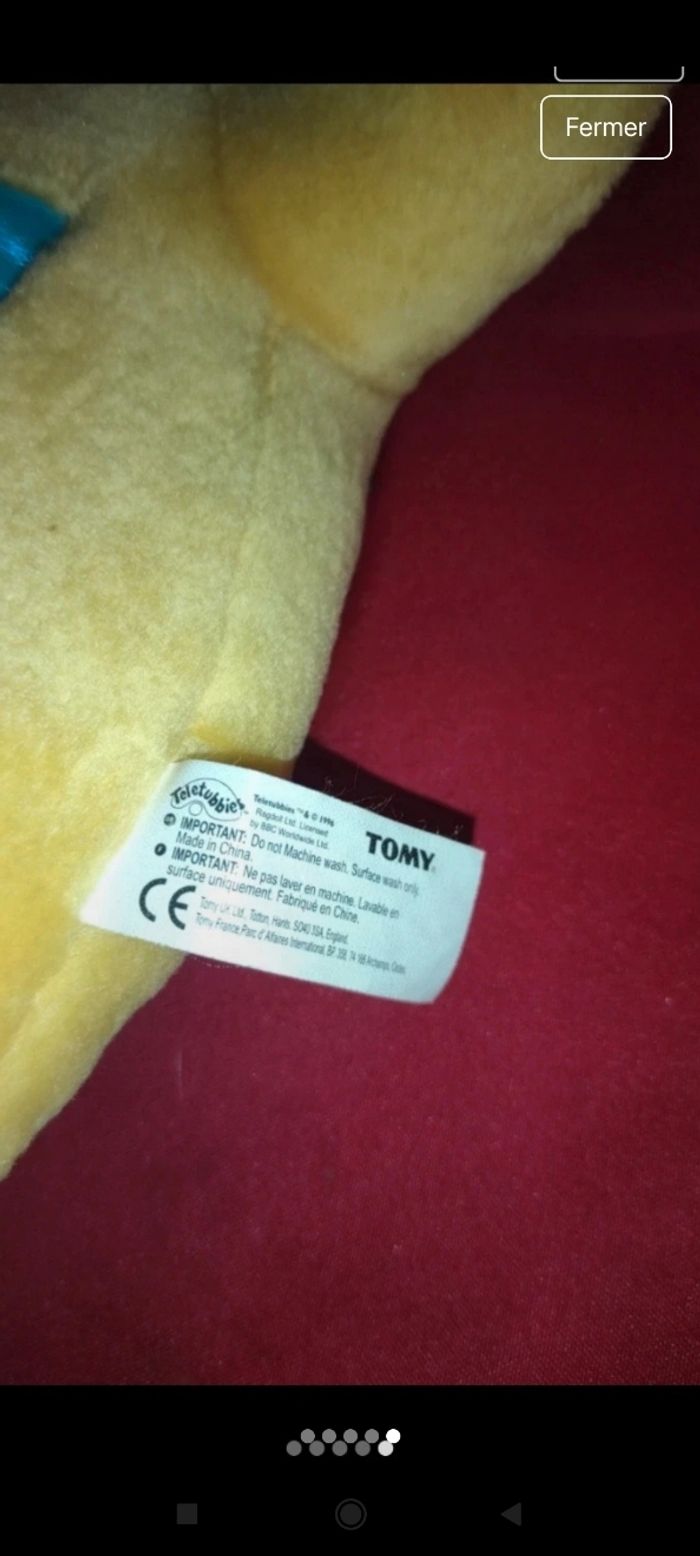 Fermer
Teletubbies
Teletubbies ™ & © 1996
Ragdoll Ltd. Licensed
by BBC Worldwide Ltd.
TOMY
IMPORTANT: Do not Machine wash. Surface wash only.
Made in China.
IMPORTANT: Ne pas laver en machine. Lavable en
surface uniquement. Fabriqué en Chine.
CE
Tomy UK Ltd., Totton, Hants. SO40 3SA, England.
Tomy France, Parc d'Affaires International, BP 358, 74 166 Archamps, Cedex.